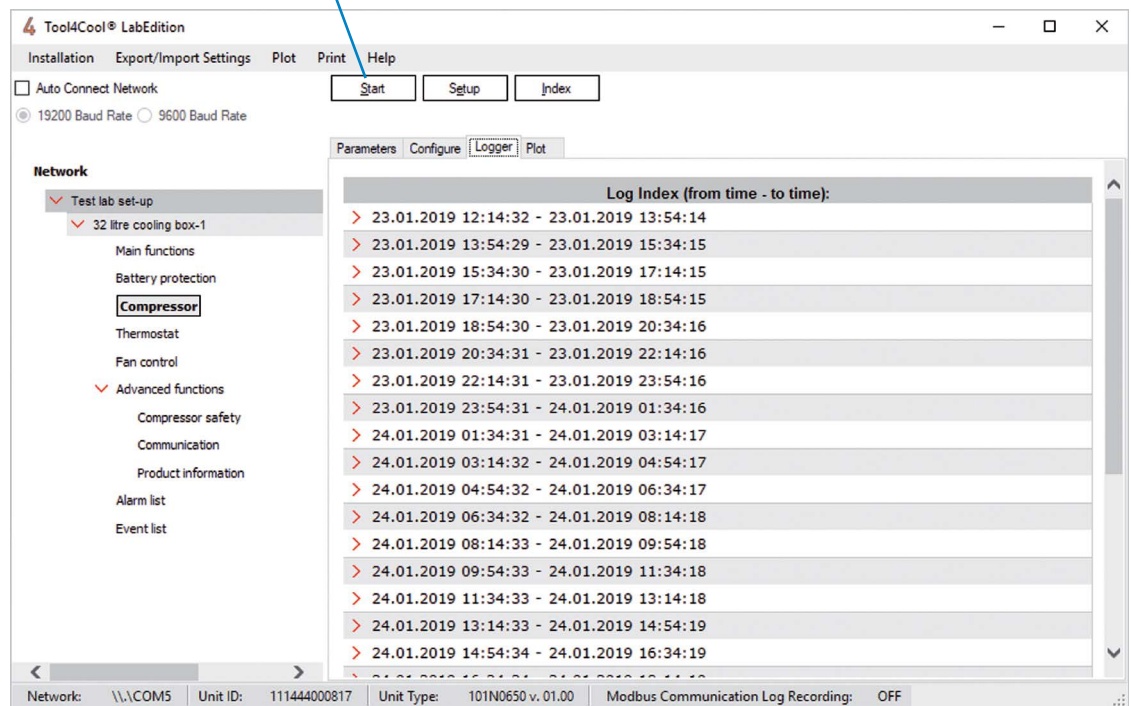 Tool4Cool® LabEdition
Installation Export/Import Settings Plot Print Help
Auto Connect Network
Start Setup Index
19200 Baud Rate 9600 Baud Rate
Parameters Configure Logger Plot
Network
Test lab set-up
32 litre cooling box-1
Main functions
Battery protection
Compressor
Thermostat
Fan control
Advanced functions
Compressor safety
Communication
Product information
Alarm list
Event list
Log Index (from time - to time):
23.01.2019 12:14:32 - 23.01.2019 13:54:14
23.01.2019 13:54:29 - 23.01.2019 15:34:15
23.01.2019 15:34:30 - 23.01.2019 17:14:15
23.01.2019 17:14:30 - 23.01.2019 18:54:15
23.01.2019 18:54:30 - 23.01.2019 20:34:16
23.01.2019 20:34:31 - 23.01.2019 22:14:16
23.01.2019 22:14:31 - 23.01.2019 23:54:16
23.01.2019 23:54:31 - 24.01.2019 01:34:16
24.01.2019 01:34:31 - 24.01.2019 03:14:17
24.01.2019 03:14:32 - 24.01.2019 04:54:17
24.01.2019 04:54:32 - 24.01.2019 06:34:17
24.01.2019 06:34:32 - 24.01.2019 08:14:18
24.01.2019 08:14:33 - 24.01.2019 09:54:18
24.01.2019 09:54:33 - 24.01.2019 11:34:18
24.01.2019 11:34:33 - 24.01.2019 13:14:18
24.01.2019 13:14:33 - 24.01.2019 14:54:19
24.01.2019 14:54:34 - 24.01.2019 16:34:19
Network: \\.\COM5 Unit ID: 111444000817 Unit Type: 101N0650 v. 01.00 Modbus Communication Log Recording: OFF